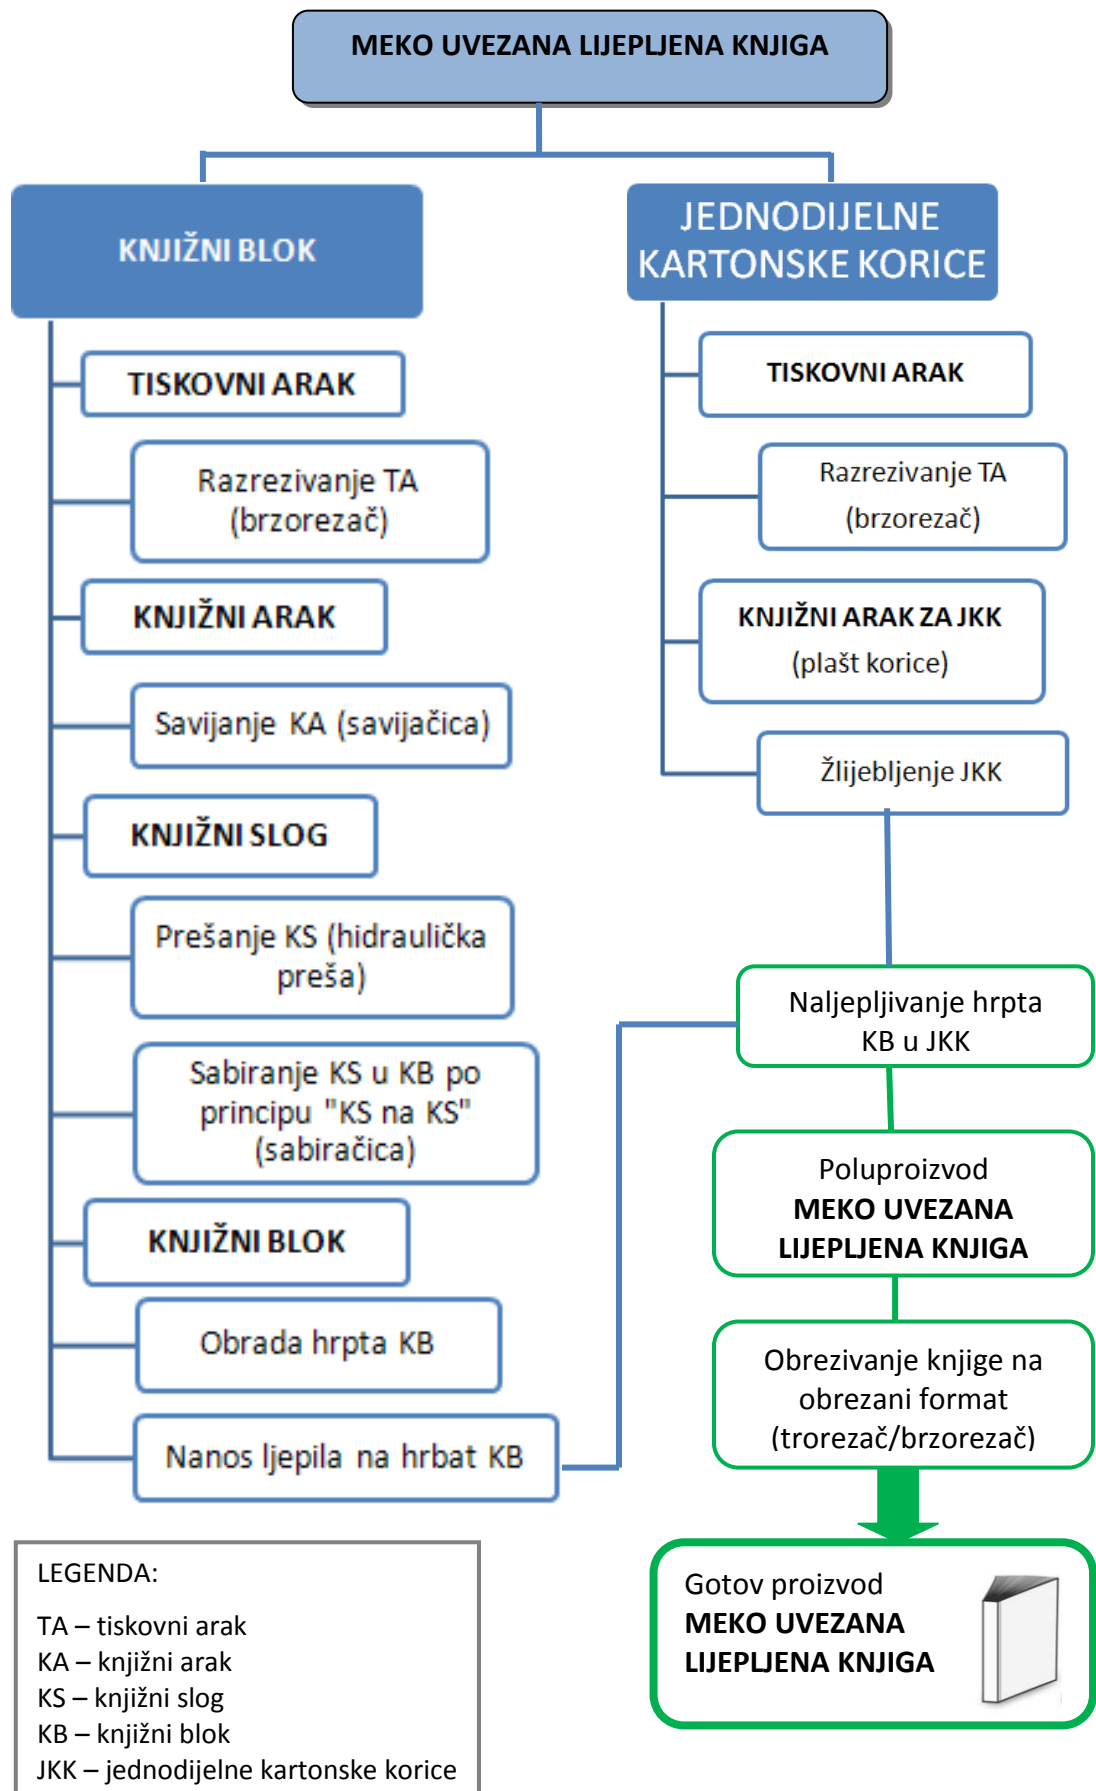 MEKO UVEZANA LIJEPLJENA KNJIGA
KNJIŽNI BLOK
TISKOVNI ARAK
Razrezivanje TA
(brzorezač)
KNJIŽNI ARAK
Savijanje KA (savijačica)
KNJIŽNI SLOG
Prešanje KS (hidraulička
preša)
Sabiranje KS u KB po
principu "KS na KS"
(sabiračica)
KNJIŽNI BLOK
Obrada hrpta KB
Nanos ljepila na hrbat KB
JEDNODIJELNE
KARTONSKE KORICE
TISKOVNI ARAK
Razrezivanje TA
(brzorezač)
KNJIŽNI ARAK ZA JKK
(plašt korice)
Žlijebljenje JKK
Naljepljivanje hrpta
KB u JKK
Poluproizvod
MEKO UVEZANA
LIJEPLJENA KNJIGA
Obrezivanje knjige na
obrezani format
(trorezač/brzorezač)
Gotov proizvod
MEKO UVEZANA
LIJEPLJENA KNJIGA
LEGENDA:
TA – tiskovni arak
KA – knjižni arak
KS – knjižni slog
KB – knjižni blok
JKK – jednodijelne kartonske korice